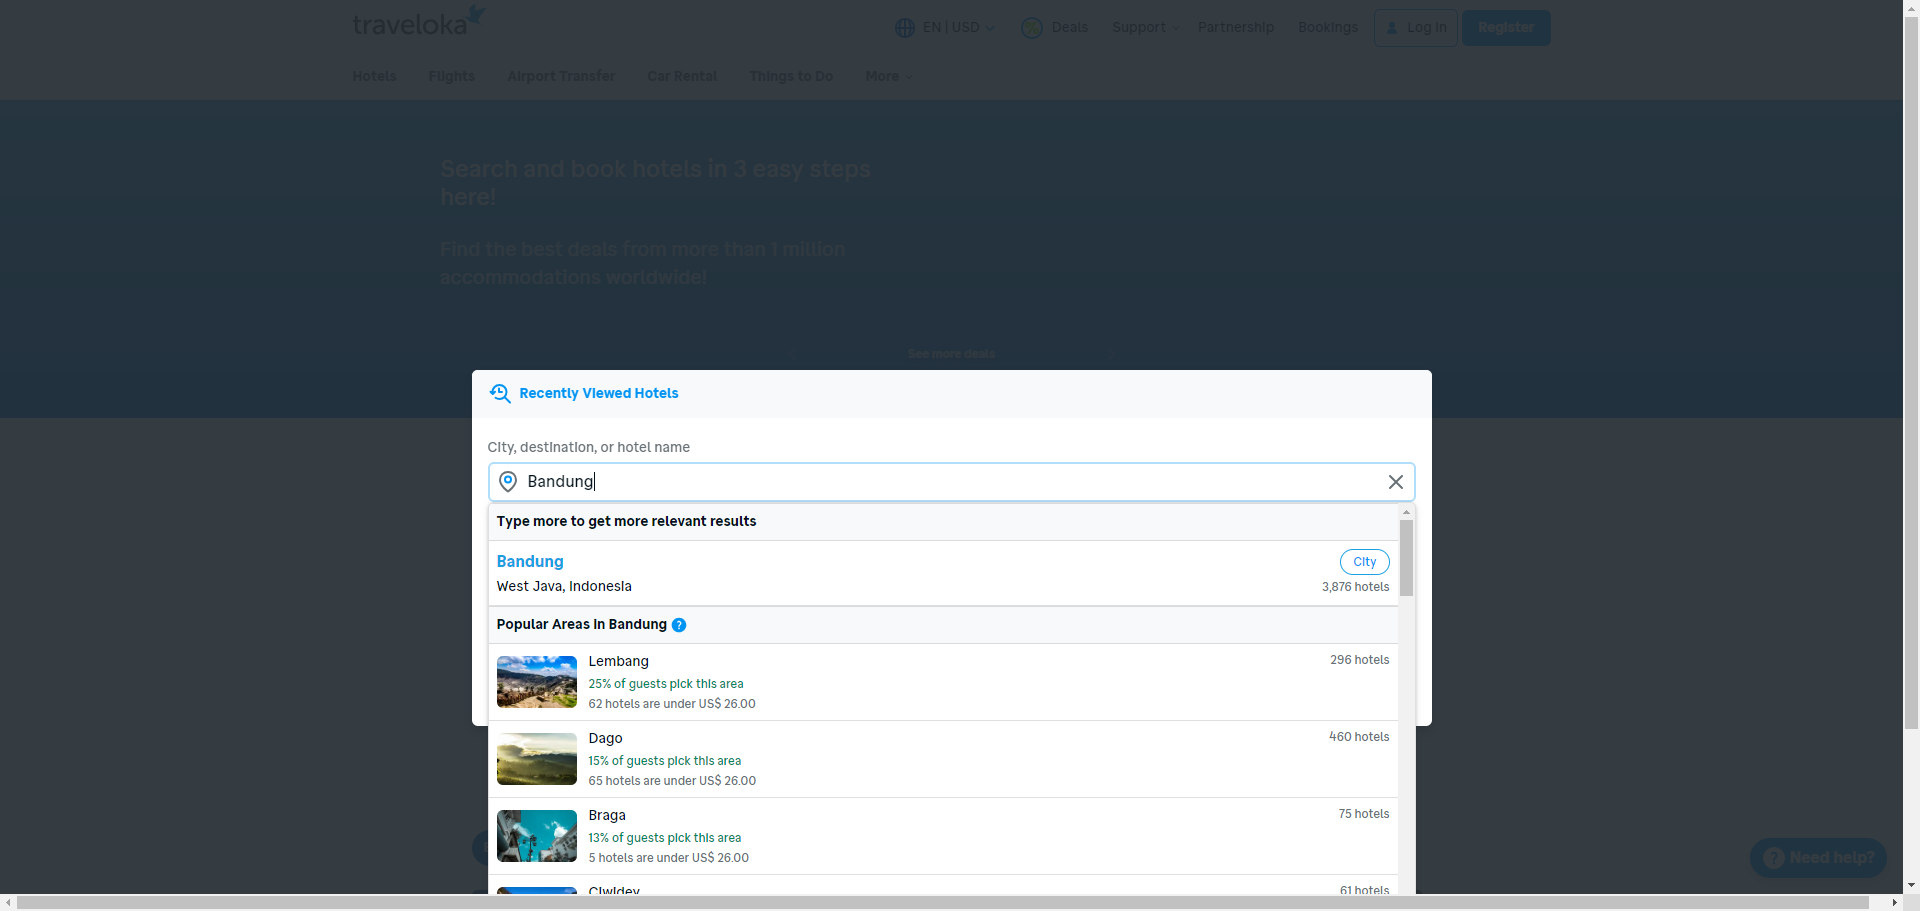 traveloka
EN | USD
Deals
Support
Partnership
Bookings
Log In
Register
Hotels
Flights
Airport Transfer
Car Rental
Things to Do
More
Search and book hotels in 3 easy steps
here!
Find the best deals from more than 1 million
accommodations worldwide!
See more deals
Recently Viewed Hotels
City, destination, or hotel name
Bandung
Type more to get more relevant results
Bandung
City
West Java, Indonesia
3,876 hotels
Popular Areas in Bandung ?
Lembang
296 hotels
25% of guests pick this area
62 hotels are under US$ 26.00
Dago
460 hotels
15% of guests pick this area
65 hotels are under US$ 26.00
Braga
75 hotels
13% of guests pick this area
5 hotels are under US$ 26.00
Ciwidey
61 hotels
? Need help?